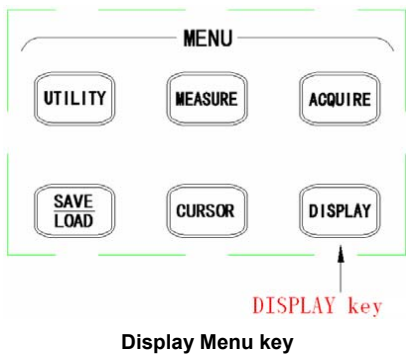 MENU
UTILITY MEASURE ACQUIRE
SAVE
LOAD
CURSOR DISPLAY
DISPLAY key
Display Menu key